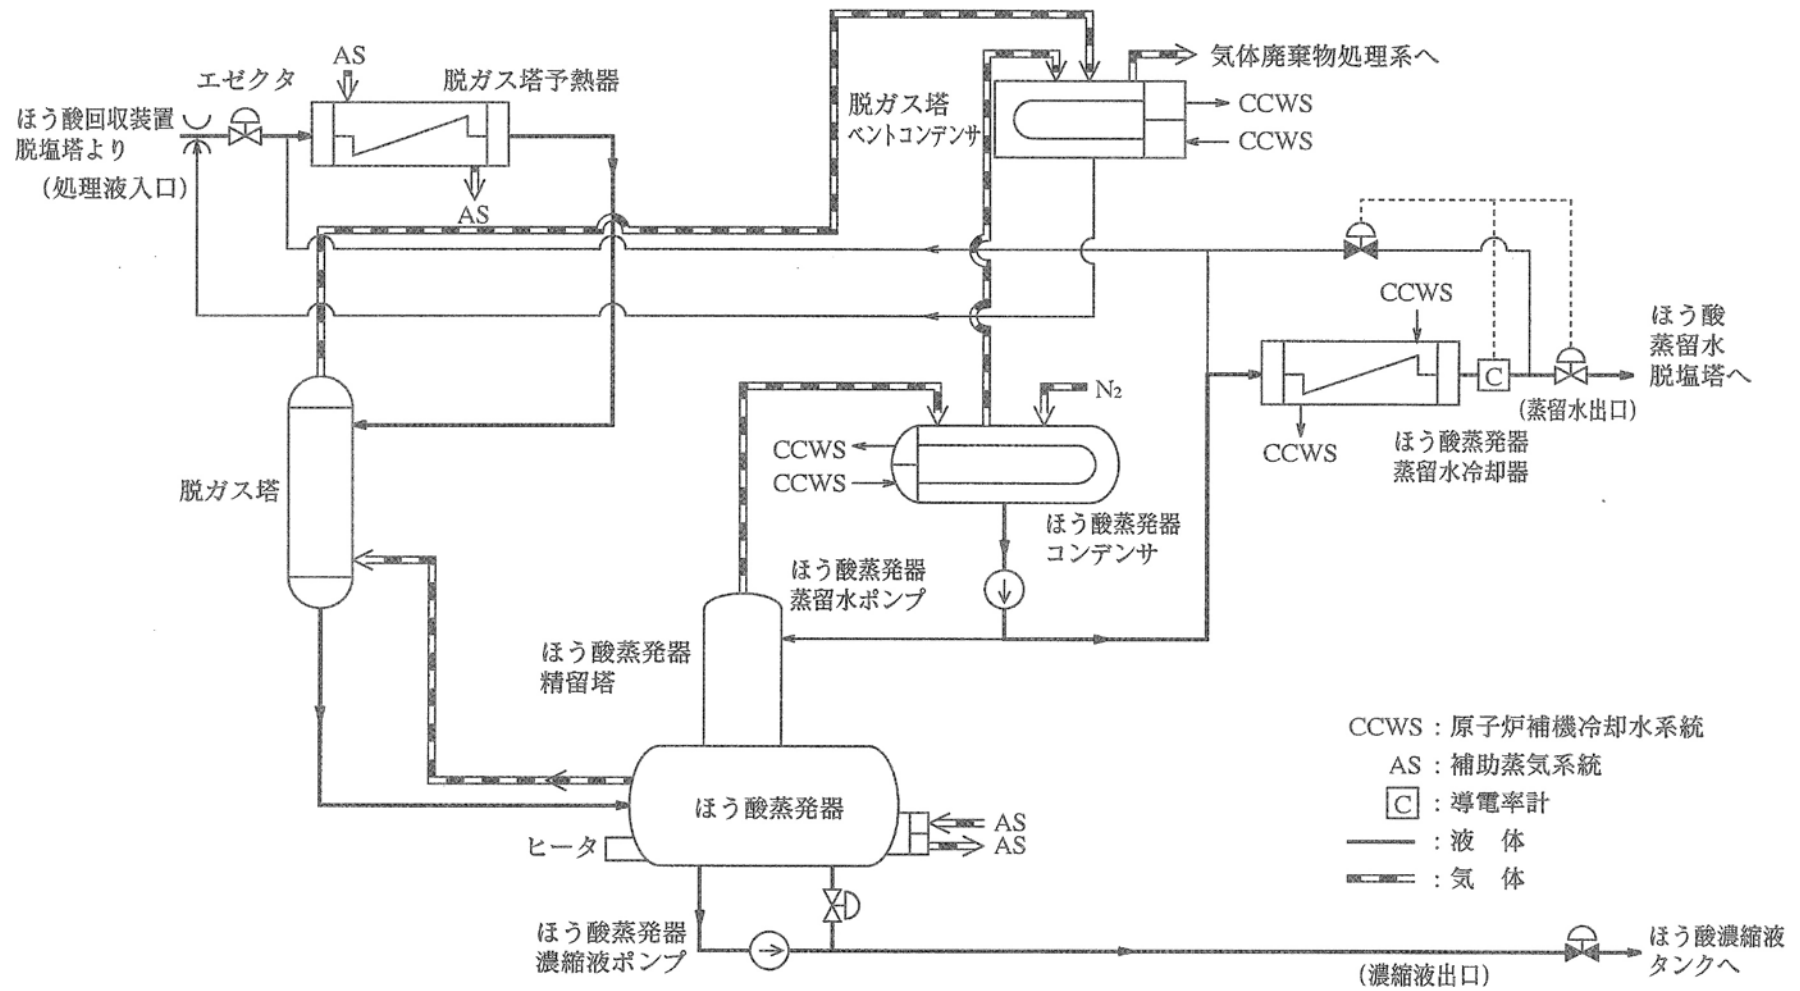 AS
エゼクタ
脱ガス塔予熱器
ほう酸回収装置
脱塩塔より
(処理液入口)
AS
脱ガス塔
ベントコンデンサ
気体廃棄物処理系へ
CCWS
CCWS
CCWS
ほう酸
蒸留水
脱塩塔へ
C
(蒸留水出口)
CCWS
ほう酸蒸発器
蒸留水冷却器
N₂
CCWS
CCWS
ほう酸蒸発器
コンデンサ
脱ガス塔
ほう酸蒸発器
蒸留水ポンプ
ほう酸蒸発器
精留塔
ほう酸蒸発器
ヒータ
AS
AS
ほう酸蒸発器
濃縮液ポンプ
(濃縮液出口)
ほう酸濃縮液
タンクへ
CCWS:原子炉補機冷却水系統
AS:補助蒸気系統
C:導電率計
:液 体
:気 体